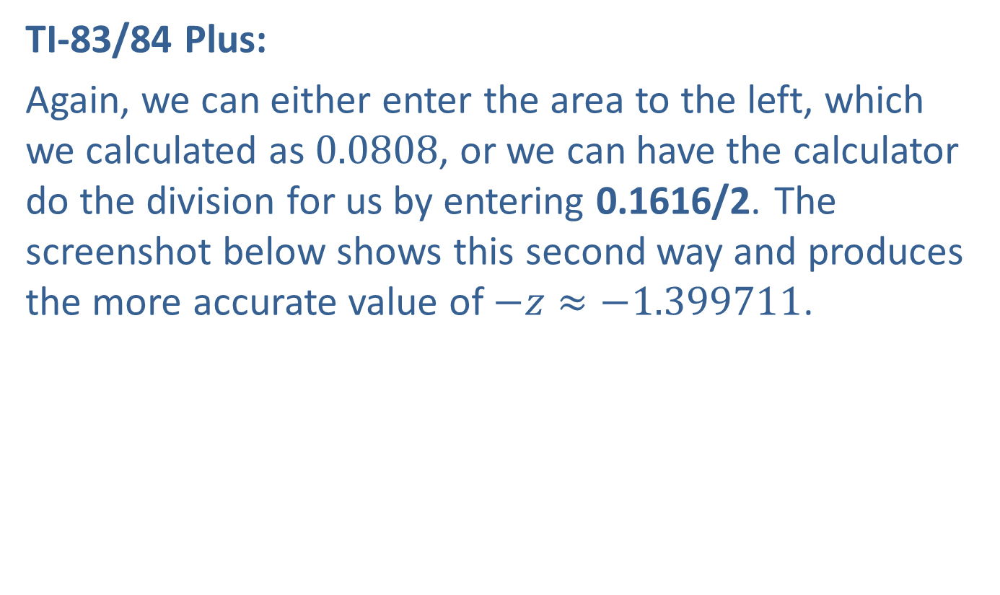 TI-83/84 Plus:
Again, we can either enter the area to the left, which
we calculated as 0.0808, or we can have the calculator
do the division for us by entering 0.1616/2. The
screenshot below shows this second way and produces
the more accurate value of −z ≈ −1.399711.